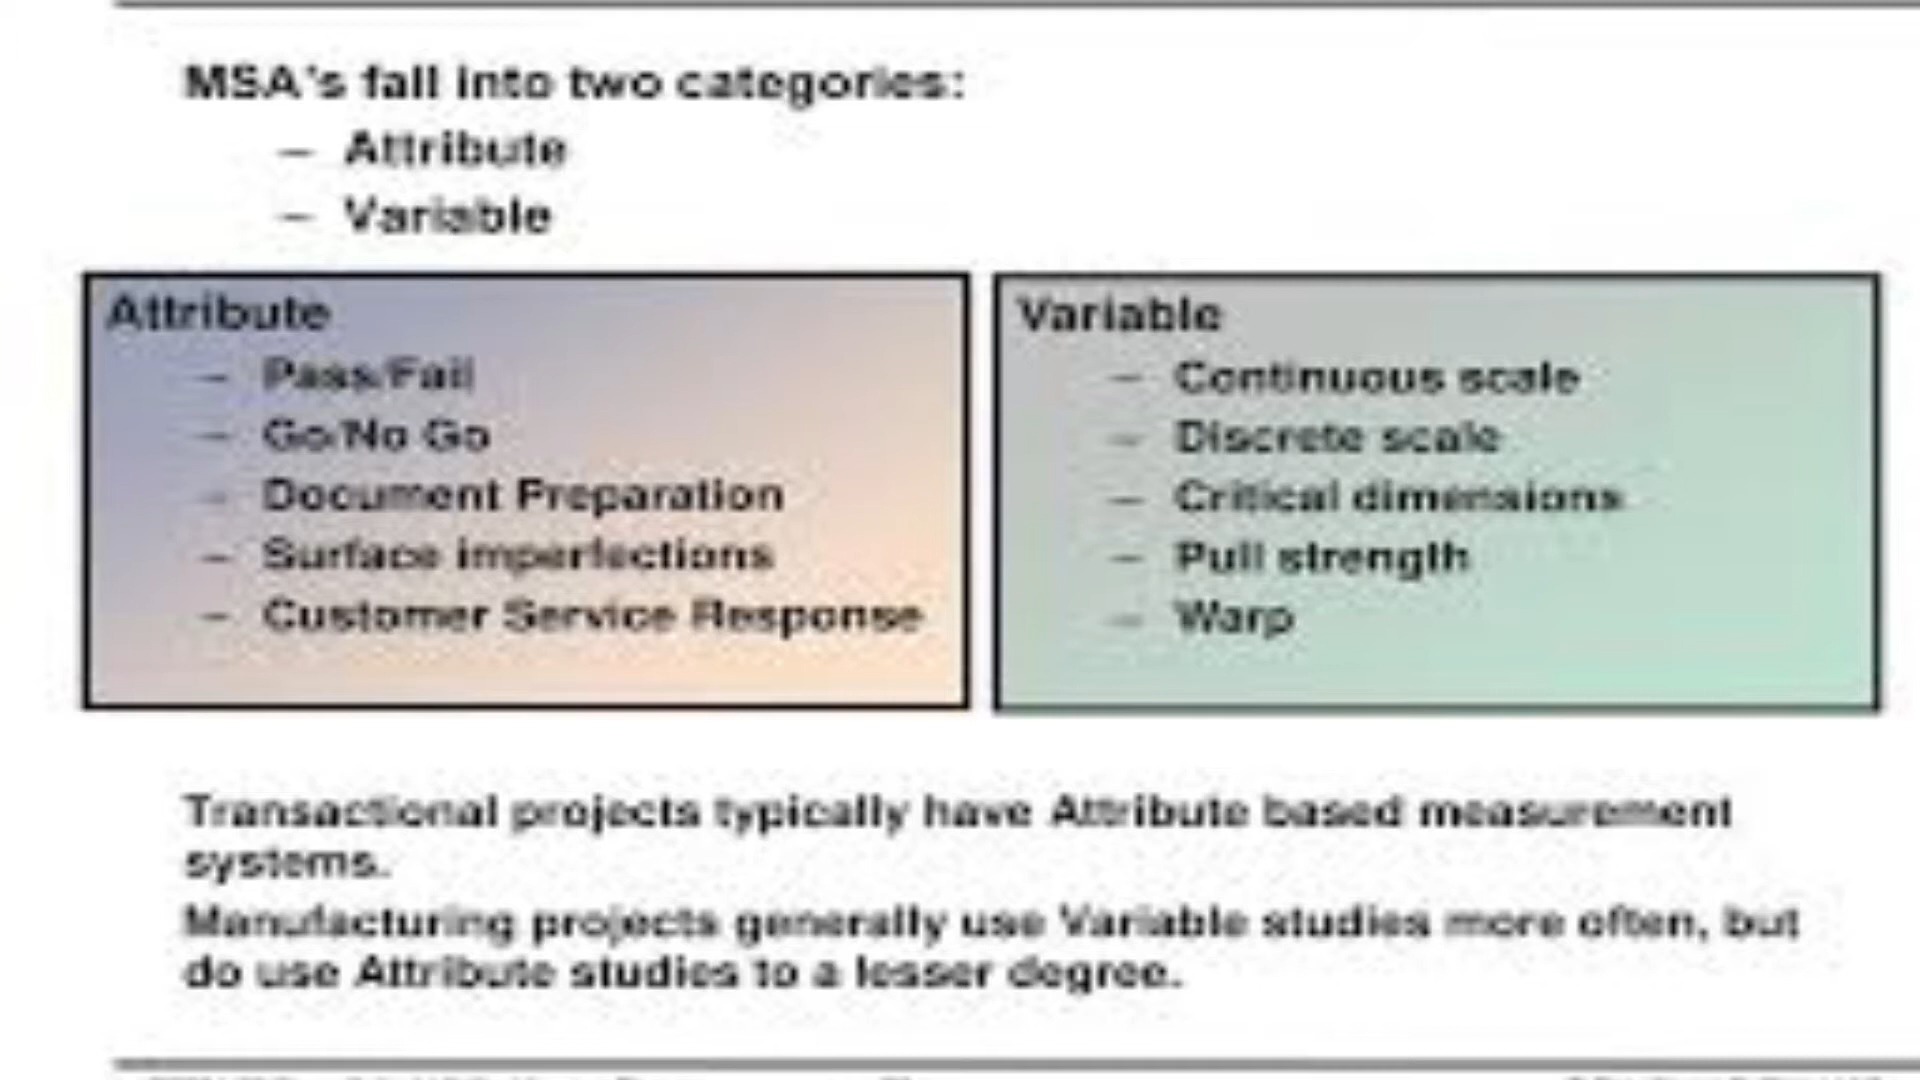 MSA's fall into two categories:
– Attribute
– Variable
Attribute
– Pass/Fail
– Go/No Go
– Document Preparation
– Surface imperfections
– Customer Service Response
Variable
– Continuous scale
– Discrete scale
– Critical dimensions
– Pull strength
– Warp
Transactional projects typically have Attribute based measurement
systems.
Manufacturing projects generally use Variable studies more often, but
do use Attribute studies to a lesser degree.